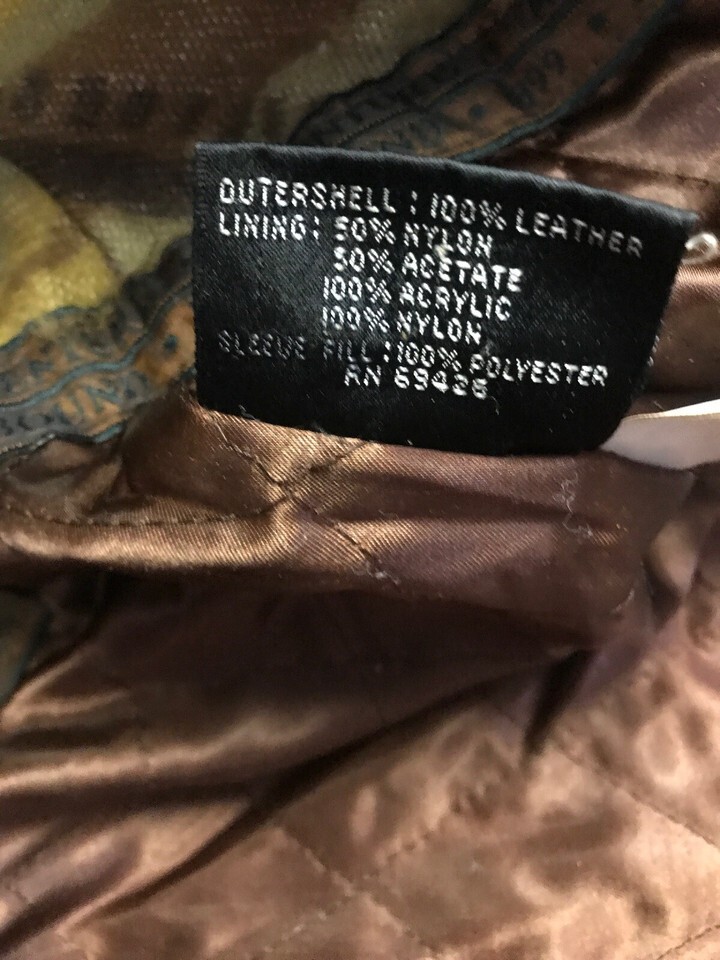 OUTERSHELL : 100% LEATHER
LINING: 50% NYLON
50% ACETATE
100% ACRYLIC
100% NYLON
SLEEVE FILL : 100% POLYESTER
RN 69426